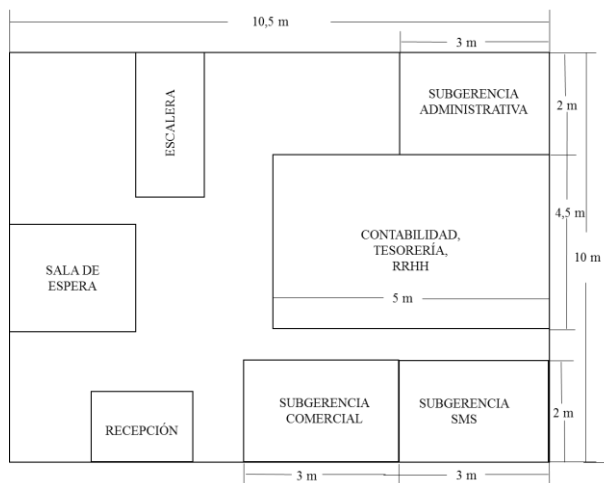 10,5 m
3 m
SUBGERENCIA
ADMINISTRATIVA
2 m
ESCALERA
4,5 m
CONTABILIDAD,
TESORERÍA,
RRHH
10 m
SALA DE
ESPERA
5 m
SUBGERENCIA
COMERCIAL
SUBGERENCIA
SMS
2 m
RECEPCIÓN
3 m
3 m